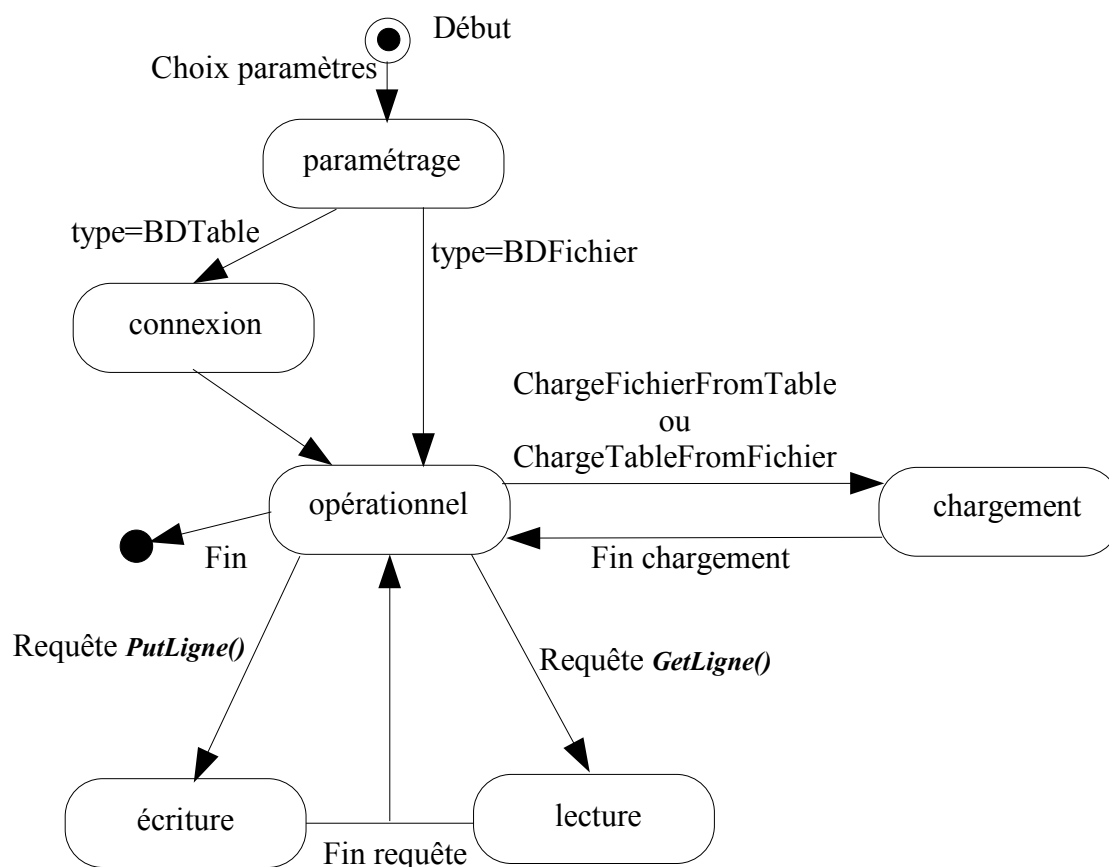 Début
Choix paramètres
paramétrage
type=BDTable
type=BDFichier
connexion
ChargeFichierFromTable
ou
ChargeTableFromFichier
opérationnel
chargement
Fin
Fin chargement
Requête PutLigne()
Requête GetLigne()
écriture
lecture
Fin requête